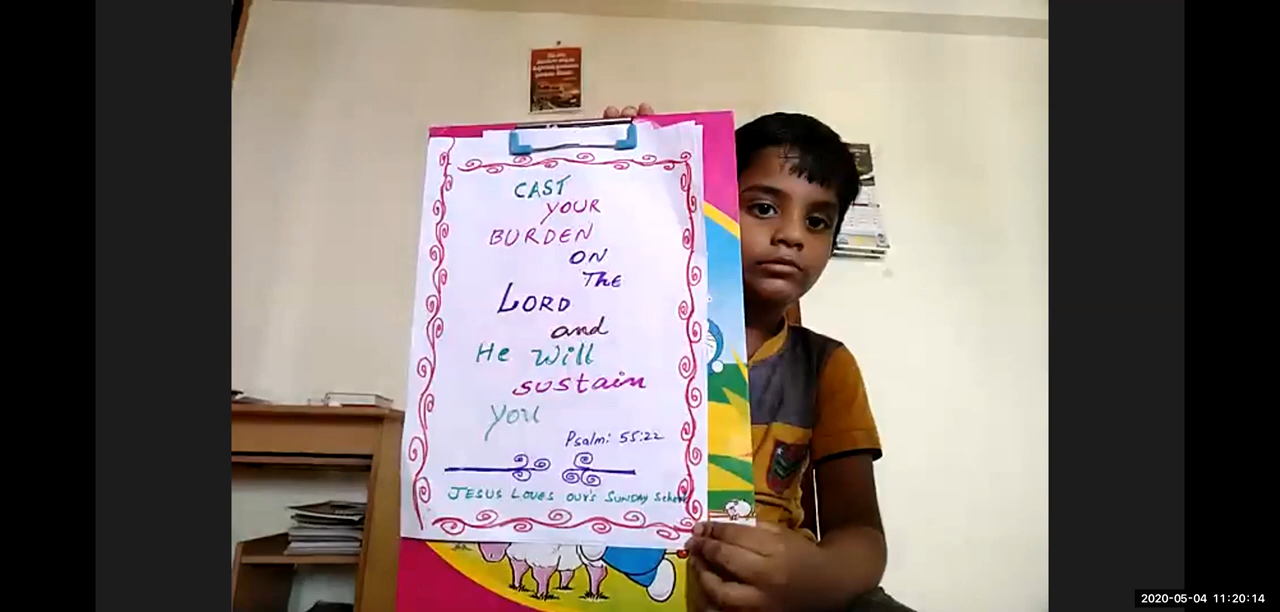 CAST
YOUR
BURDEN
ON
The
LORD
and
He Will
sustain
you
Psalm: 55:22
JESUS LOVES OUR'S SUNDAY School
2020-05-04 11:20:14